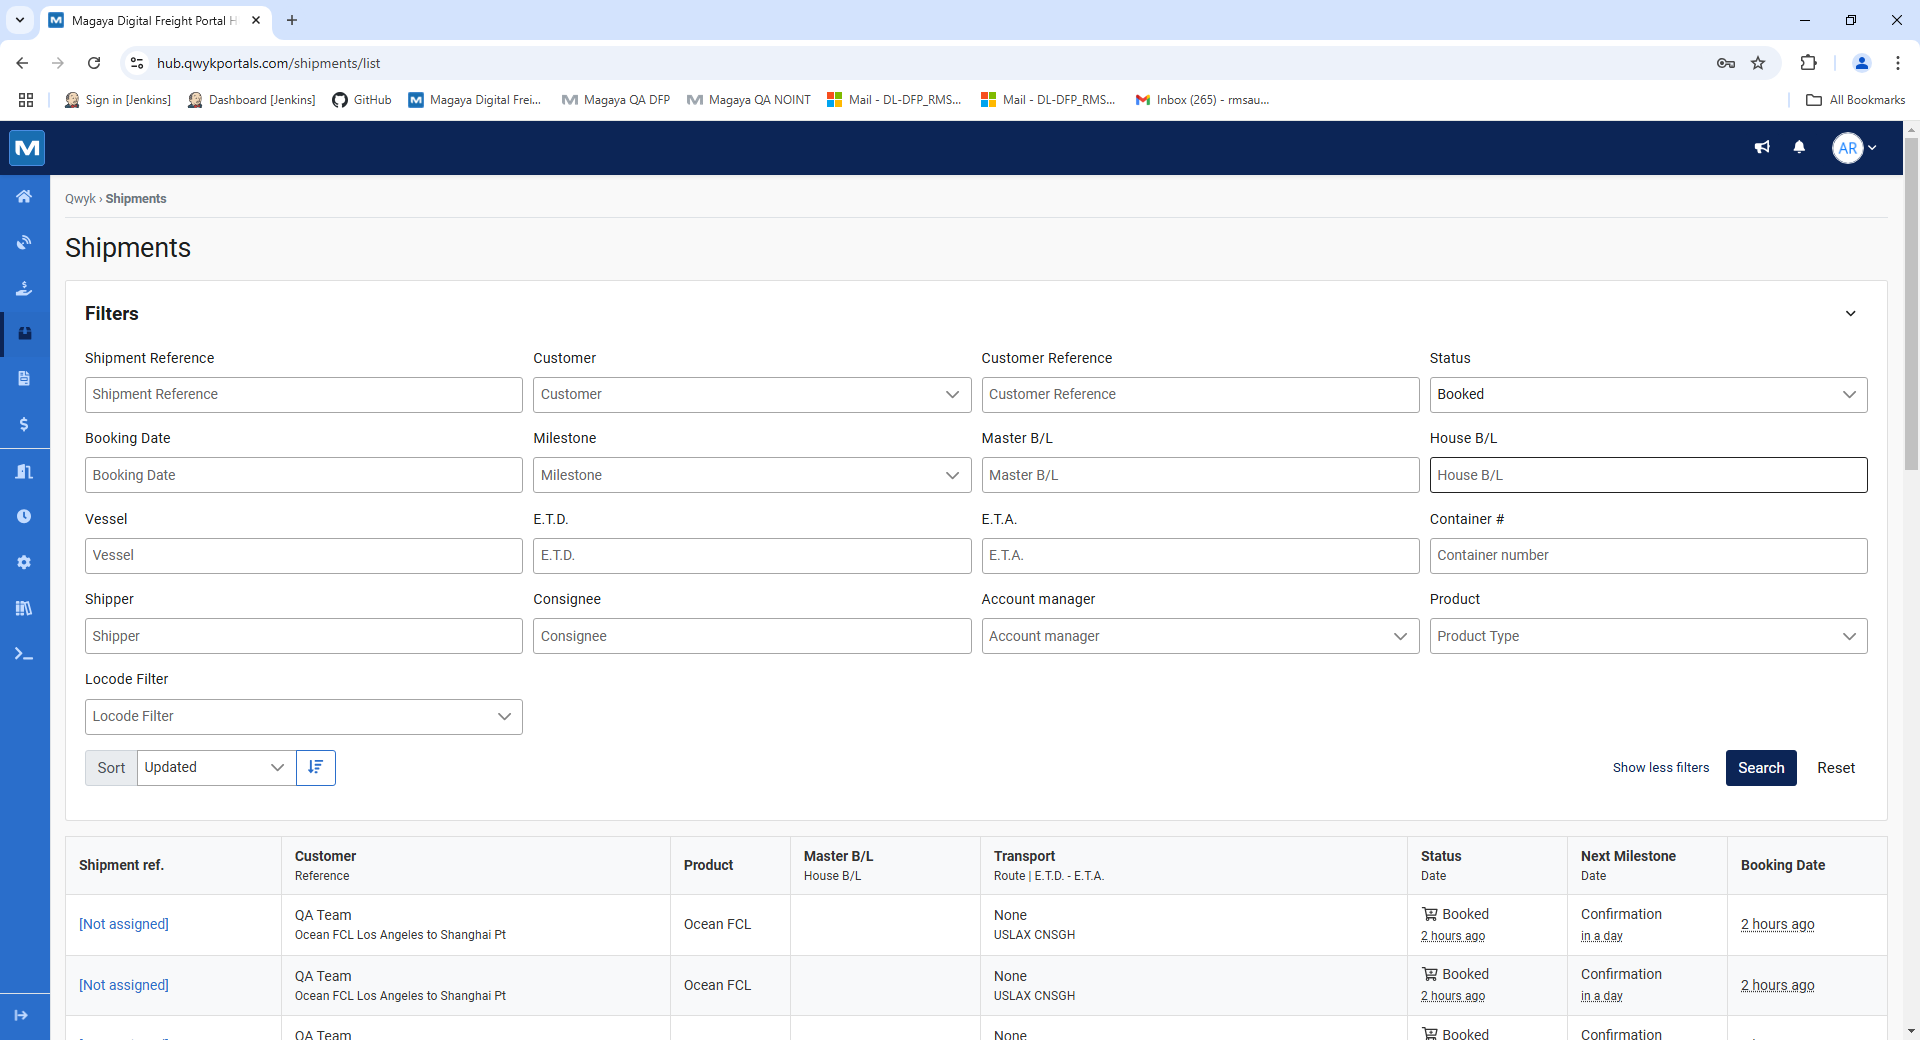 Magaya Digital Freight Portal H
hub.qwykportals.com/shipments/list
Sign in [Jenkins]
Dashboard [Jenkins]
GitHub
Magaya Digital Frei...
Magaya QA DFP
Magaya QA NOINT
Mail - DL-DFP_RMS...
Mail - DL-DFP_RMS...
Inbox (265) - rmsau...
All Bookmarks
AR
Qwyk › Shipments
Shipments
Filters
Shipment Reference
Customer
Customer Reference
Status
Shipment Reference
Customer
Customer Reference
Booked
Booking Date
Milestone
Master B/L
House B/L
Booking Date
Milestone
Master B/L
House B/L
Vessel
E.T.D.
E.T.A.
Container #
Vessel
E.T.D.
E.T.A.
Container number
Shipper
Consignee
Account manager
Product
Shipper
Consignee
Account manager
Product Type
Locode Filter
Locode Filter
Sort
Updated
Show less filters
Search
Reset
Shipment ref.
Customer
Reference
Product
Master B/L
House B/L
Transport
Route | E.T.D. - E.T.A.
Status
Date
Next Milestone
Date
Booking Date
[Not assigned]
QA Team
Ocean FCL Los Angeles to Shanghai Pt
Ocean FCL
None
USLAX CNSGH
Booked
2 hours ago
Confirmation
in a day
2 hours ago
[Not assigned]
QA Team
Ocean FCL Los Angeles to Shanghai Pt
Ocean FCL
None
USLAX CNSGH
Booked
2 hours ago
Confirmation
in a day
2 hours ago
QA Team
None
Booked
Confirmation